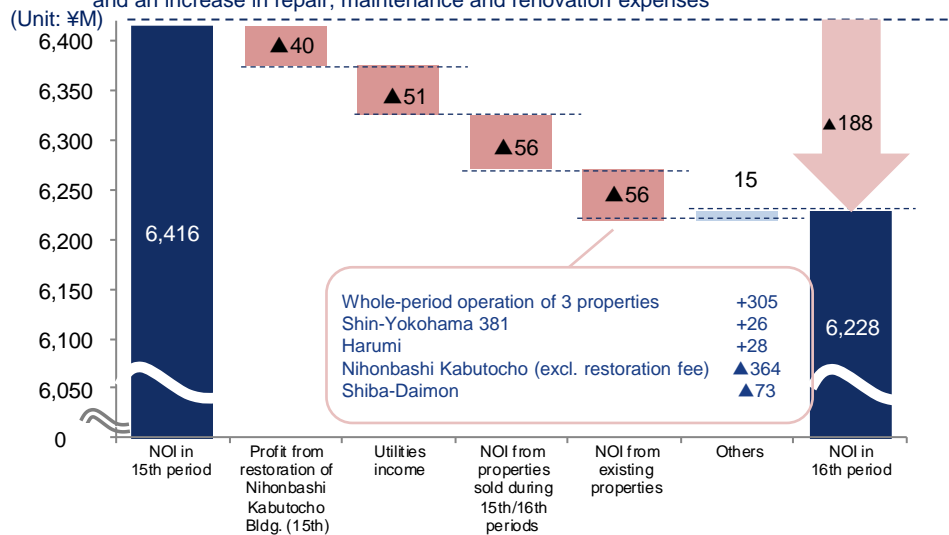 and an increase in repair, maintenance and renovation expenses
(Unit: ¥M)
6,400
6,350
6,300
6,250
6,200
6,150
6,100
6,050
0
6,416
▲40
▲51
▲56
▲56
15
▲188
6,228
Whole-period operation of 3 properties +305
Shin-Yokohama 381 +26
Harumi +28
Nihonbashi Kabutocho (excl. restoration fee) ▲364
Shiba-Daimon ▲73
NOI in
15th period
Profit from
restoration of
Nihonbashi
Kabutocho
Bldg. (15th)
Utilities
income
NOI from
properties
sold during
15th/16th
periods
NOI from
existing
properties
Others
NOI in
16th period